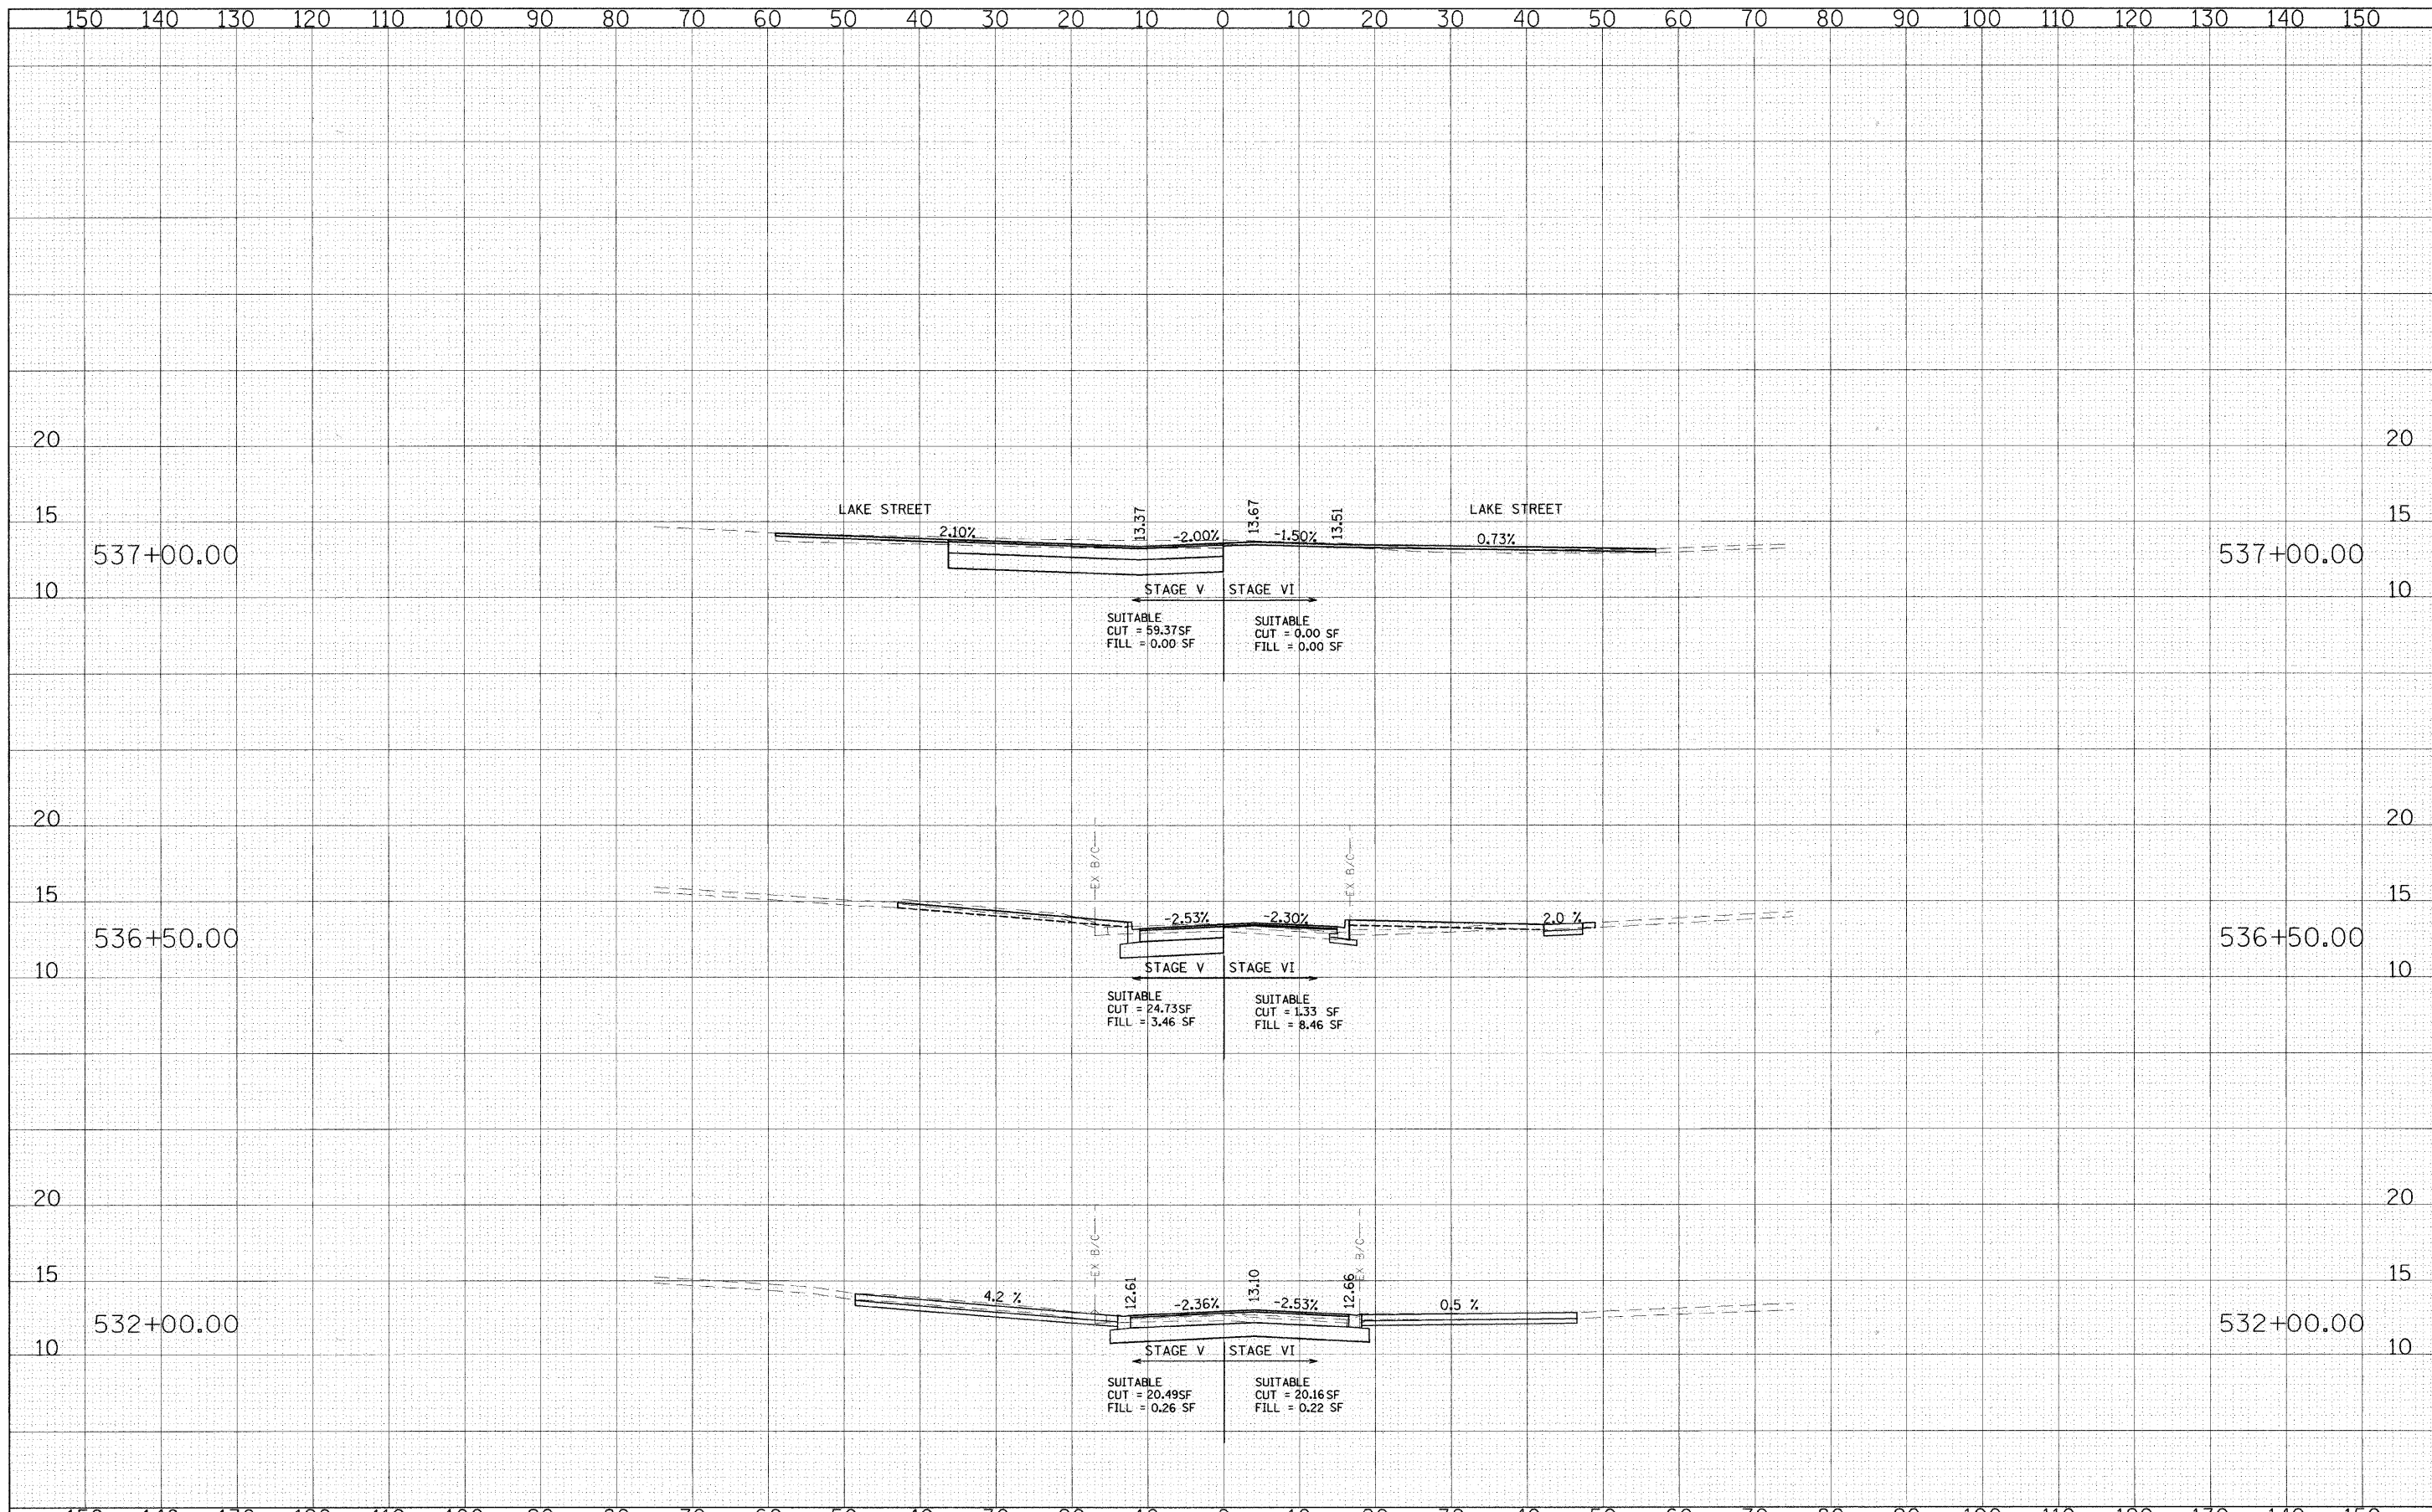 150 140 130 120 110 100 90 80 70 60 50 40 30 20 10 0 10 20 30 40 50 60 70 80 90 100 110 120 130 140 150
20 20
LAKE STREET 13.37 13.67 13.51 LAKE STREET
15 15
2.10% -2.00% -1.50% 0.73%
537+00.00 537+00.00
10 STAGE V STAGE VI 10
SUITABLE SUITABLE
CUT = 59.37SF CUT = 0.00 SF
FILL = 0.00 SF FILL = 0.00 SF
20 20
EX B/C EX B/C
15 15
-2.53% -2.30% 2.0 %
536+50.00 536+50.00
10 STAGE V STAGE VI 10
SUITABLE SUITABLE
CUT = 24.73SF CUT = 1.33 SF
FILL = 3.46 SF FILL = 8.46 SF
20 20
EX B/C EX B/C
15 12.61 13.10 12.66 15
4.2 % -2.36% -2.53% 0.5 %
532+00.00 532+00.00
10 STAGE V STAGE VI 10
SUITABLE SUITABLE
CUT = 20.49SF CUT = 20.16SF
FILL = 0.26 SF FILL = 0.22 SF